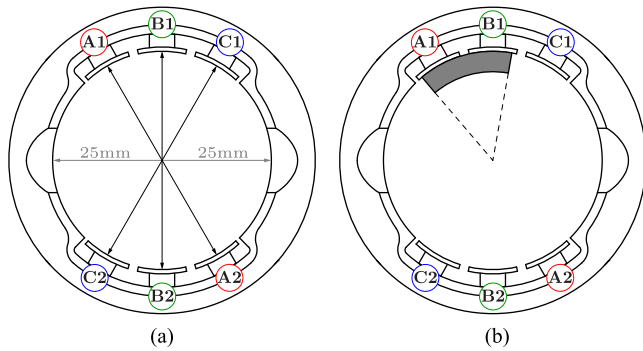 B1 B1
A1 C1 A1 C1
25mm 25mm
C2 A2 C2 A2
B2 B2
(a) (b)